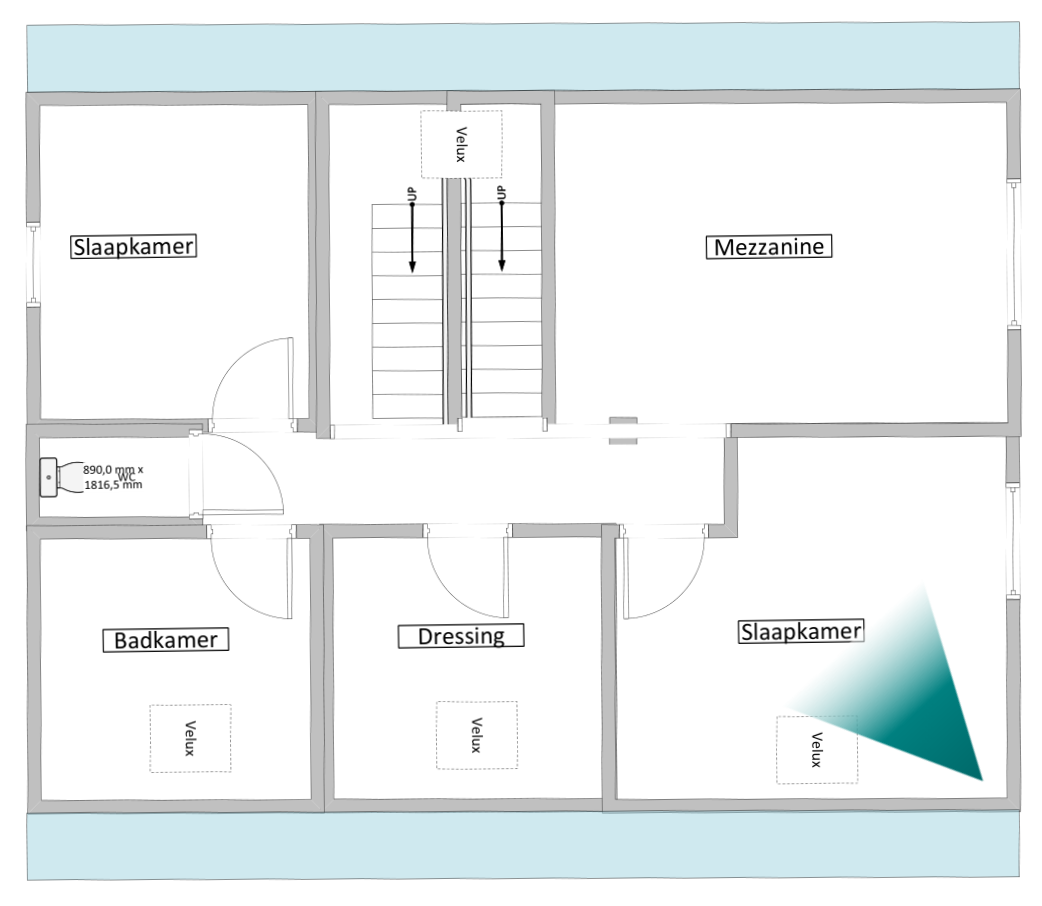 Velux
UP
UP
Slaapkamer
Mezzanine
890,0 mm x
WC
1816,5 mm
Badkamer
Dressing
Slaapkamer
Velux
Velux
Velux